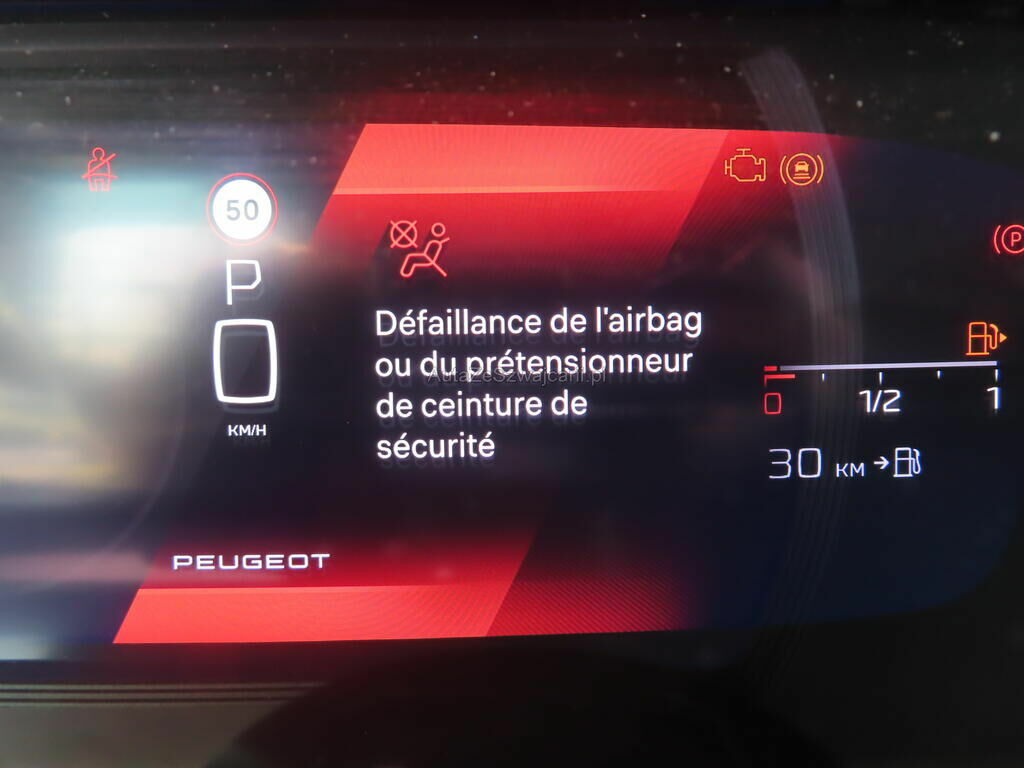 50
P
0
KM/H
Défaillance de l'airbag
ou du prétensionneur
de ceinture de
sécurité
AutaZeSzwajcarii.pl
PEUGEOT
(P)
0 1/2 1
30 KM →